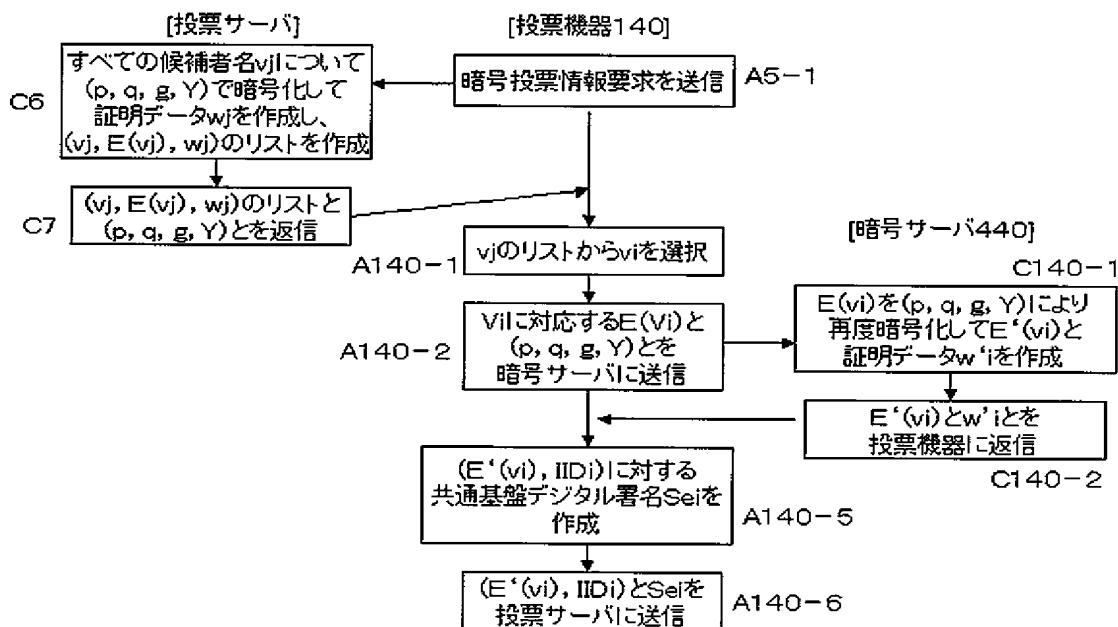 [投票サーバ]
[投票機器140]
すべての候補者名vjについて
(p, q, g, Y)で暗号化して
証明データwjを作成し、
(vj, E(vj), wj)のリストを作成
C6
暗号投票情報要求を送信
A5-1
(vj, E(vj), wj)のリストと
(p, q, g, Y)とを返信
C7
vjのリストからviを選択
A140-1
[暗号サーバ440]
C140-1
Viに対応するE(Vi)と
(p, q, g, Y)とを
暗号サーバに送信
A140-2
E(vi)を(p, q, g, Y)により
再度暗号化してE‘(vi)と
証明データw'iを作成
E‘(vi)とw'iとを
投票機器に返信
C140-2
(E‘(vi), IIDi)に対する
共通基盤デジタル署名Seiを
作成
A140-5
(E‘(vi), IIDi)とSeiを
投票サーバに送信
A140-6